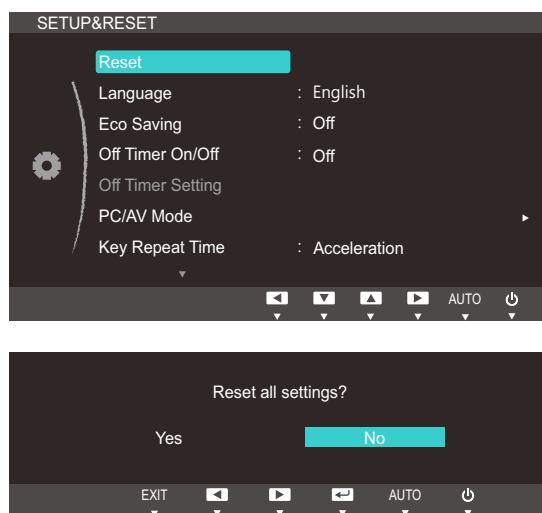 SETUP&RESET
Reset
Language : English
Eco Saving : Off
Off Timer On/Off : Off
Off Timer Setting
PC/AV Mode
Key Repeat Time : Acceleration
AUTO
Reset all settings?
Yes No
EXIT AUTO